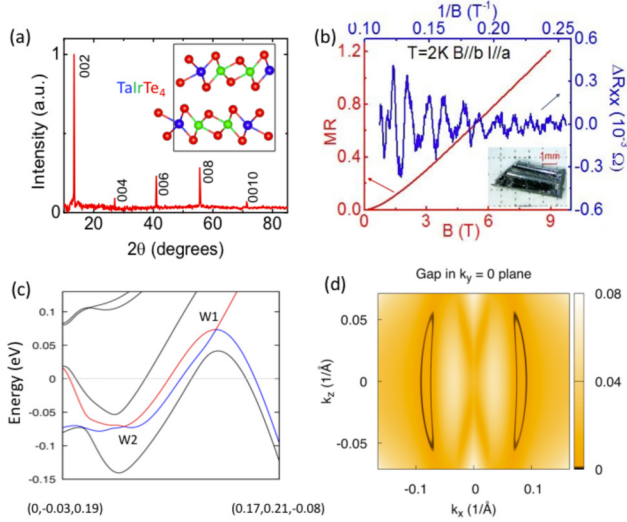 (a)
Intensity (a.u.)
1
0
002
TaIrTe4
004
006
008
0010
20 40 60 80
2θ (degrees)
(b)
1/B (T⁻¹)
0.10 0.15 0.20 0.25
T=2K B//b I//a
MR
1.2
0.8
0.4
0.0
ΔRxx (10⁻³ Ω)
0.6
0.3
0.0
-0.3
-0.6
1mm
0 3 6 9
B (T)
(c)
Energy (eV)
0.1
0.05
0
-0.05
-0.1
-0.15
W1
W2
(0,-0.03,0.19) (0.17,0.21,-0.08)
(d)
Gap in ky = 0 plane
kz (1/Å)
0.05
0
-0.05
0.08
0.04
0
-0.1 0 0.1
kx (1/Å)